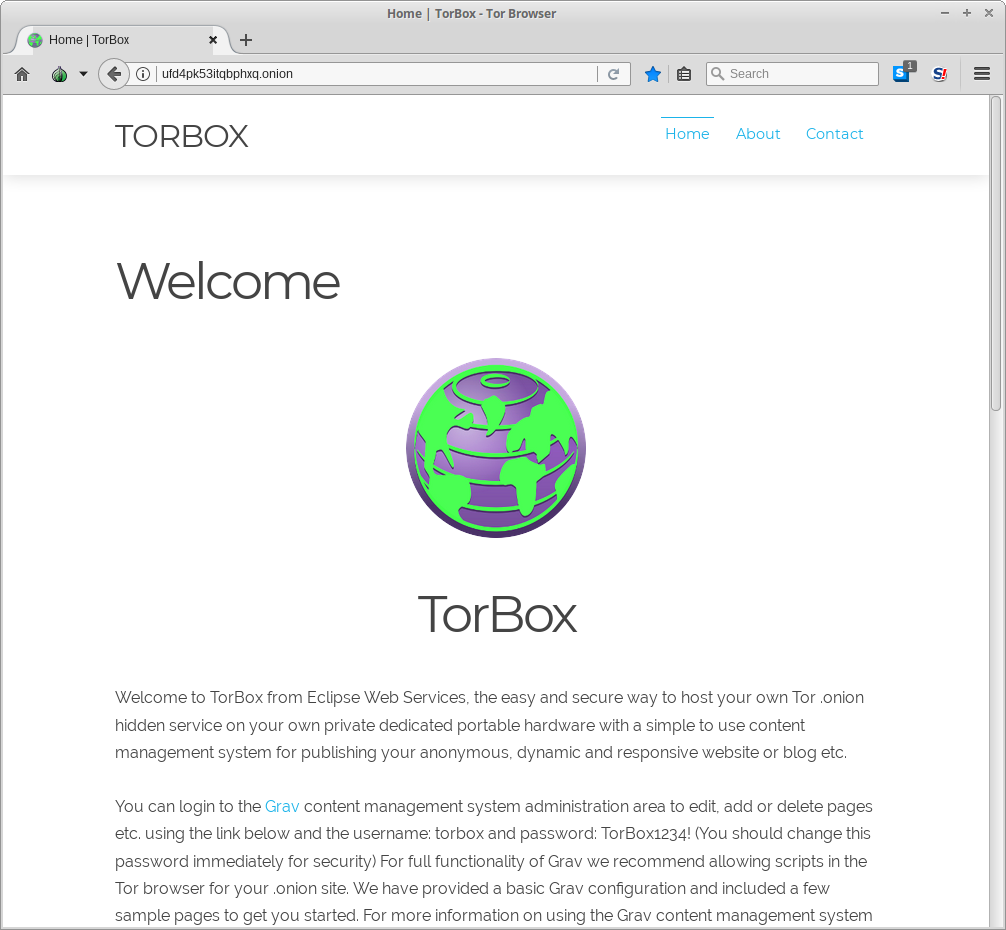 Home | TorBox - Tor Browser
Home | TorBox
ufd4pk53itqbphxq.onion
Search
S
1
S!
TORBOX
Home
About
Contact
Welcome
TorBox
Welcome to TorBox from Eclipse Web Services, the easy and secure way to host your own Tor .onion
hidden service on your own private dedicated portable hardware with a simple to use content
management system for publishing your anonymous, dynamic and responsive website or blog etc.
You can login to the Grav content management system administration area to edit, add or delete pages
etc. using the link below and the username: torbox and password: TorBox1234! (You should change this
password immediately for security) For full functionality of Grav we recommend allowing scripts in the
Tor browser for your .onion site. We have provided a basic Grav configuration and included a few
sample pages to get you started. For more information on using the Grav content management system